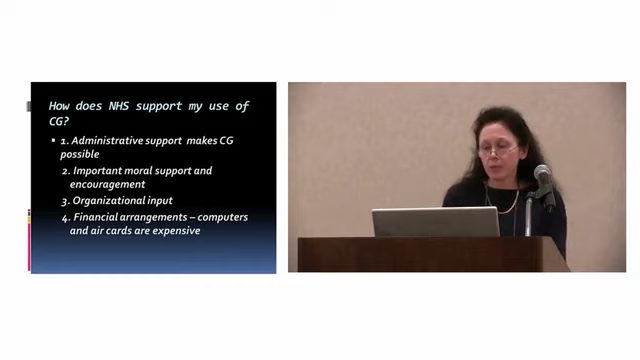 How does NHS support my use of
CG?
1. Administrative support makes CG
possible
2. Important moral support and
encouragement
3. Organizational input
4. Financial arrangements – computers
and air cards are expensive